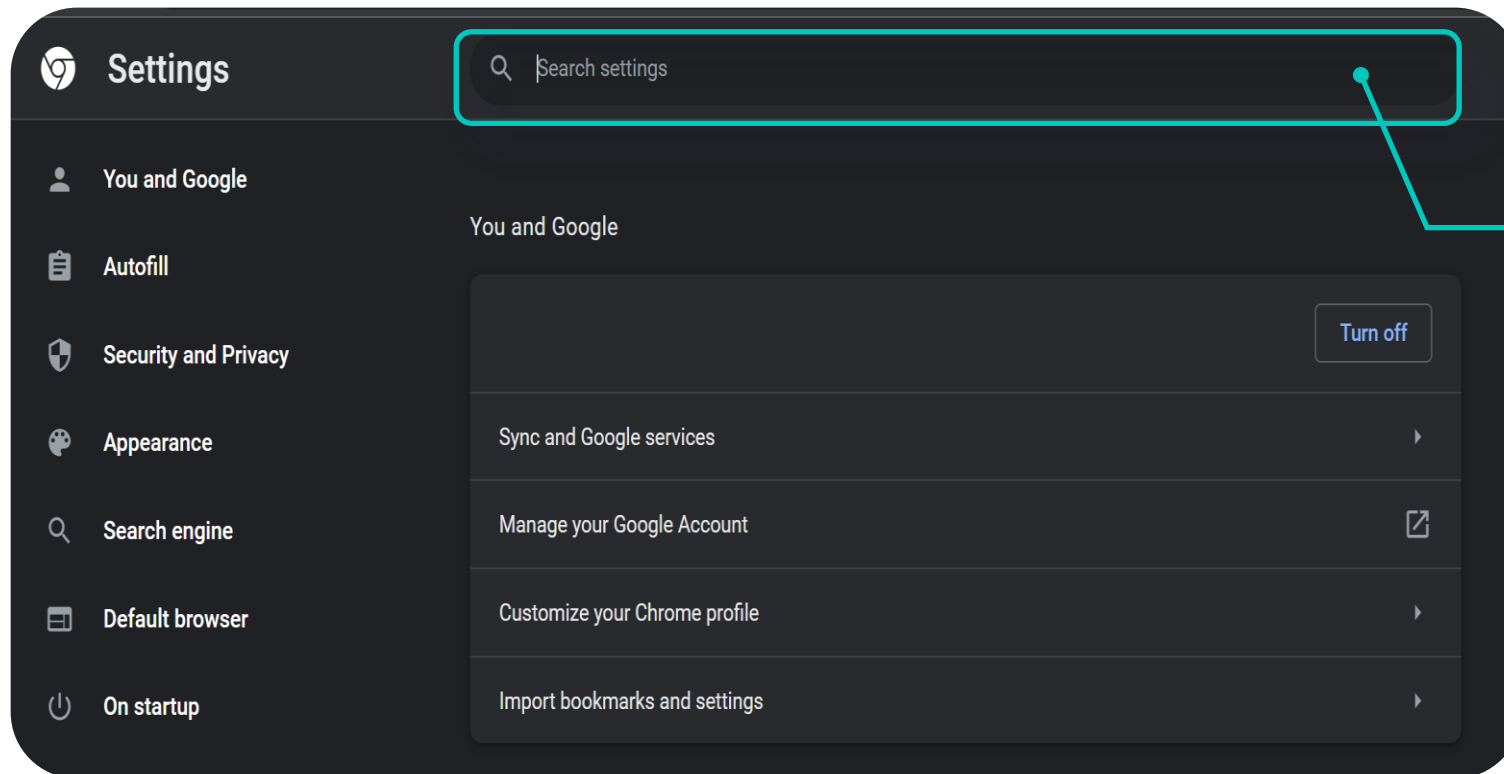 Settings
Search settings
You and Google
Autofill
Security and Privacy
Appearance
Search engine
Default browser
On startup
You and Google
Turn off
Sync and Google services
Manage your Google Account
Customize your Chrome profile
Import bookmarks and settings